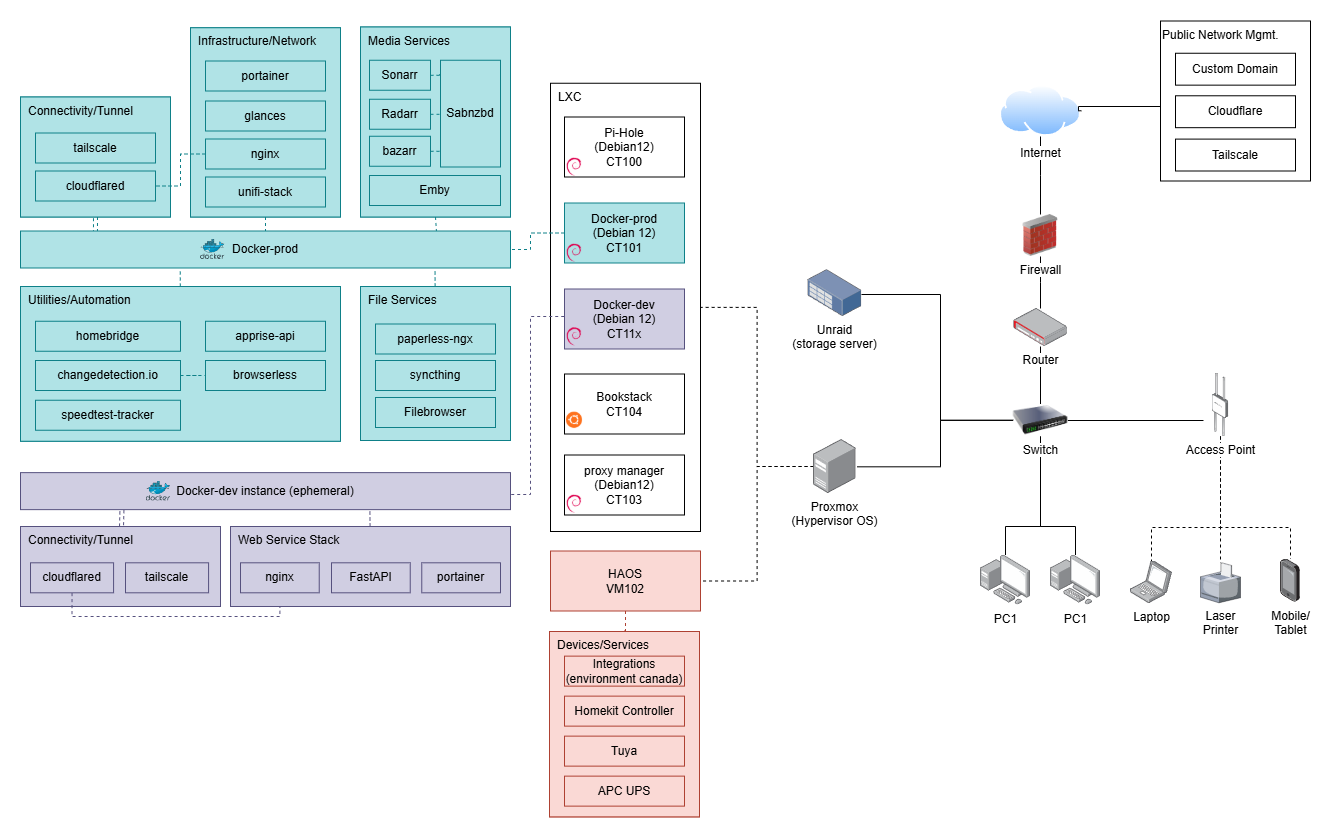 Infrastructure/Network
portainer
glances
nginx
unifi-stack
Media Services
Sonarr
Radarr
bazarr
Sabnzbd
Emby
Connectivity/Tunnel
tailscale
cloudflared
docker
Docker-prod
Utilities/Automation
homebridge
apprise-api
changedetection.io
browserless
speedtest-tracker
File Services
paperless-ngx
syncthing
Filebrowser
docker
Docker-dev instance (ephemeral)
Connectivity/Tunnel
cloudflared
tailscale
Web Service Stack
nginx
FastAPI
portainer
LXC
Pi-Hole
(Debian12)
CT100
Docker-prod
(Debian 12)
CT101
Docker-dev
(Debian 12)
CT11x
Bookstack
CT104
proxy manager
(Debian12)
CT103
HAOS
VM102
Devices/Services
Integrations
(environment canada)
Homekit Controller
Tuya
APC UPS
Unraid
(storage server)
Proxmox
(Hypervisor OS)
Public Network Mgmt.
Custom Domain
Cloudflare
Tailscale
Internet
Firewall
Router
Switch
Access Point
PC1
PC1
Laptop
Laser
Printer
Mobile/
Tablet